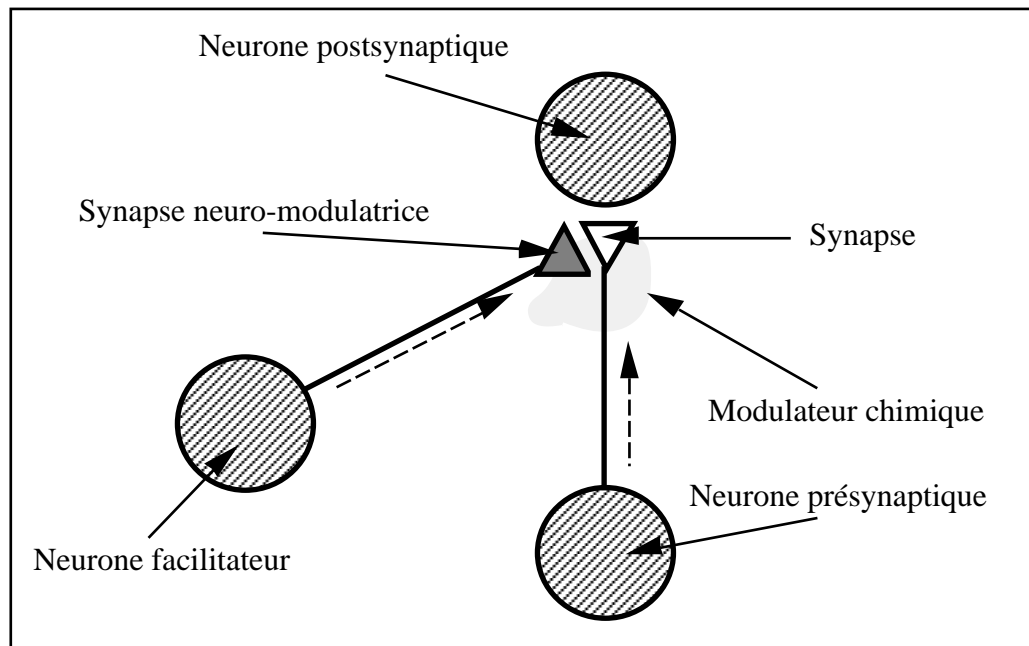 Neurone postsynaptique
Synapse neuro-modulatrice
Synapse
Modulateur chimique
Neurone présynaptique
Neurone facilitateur